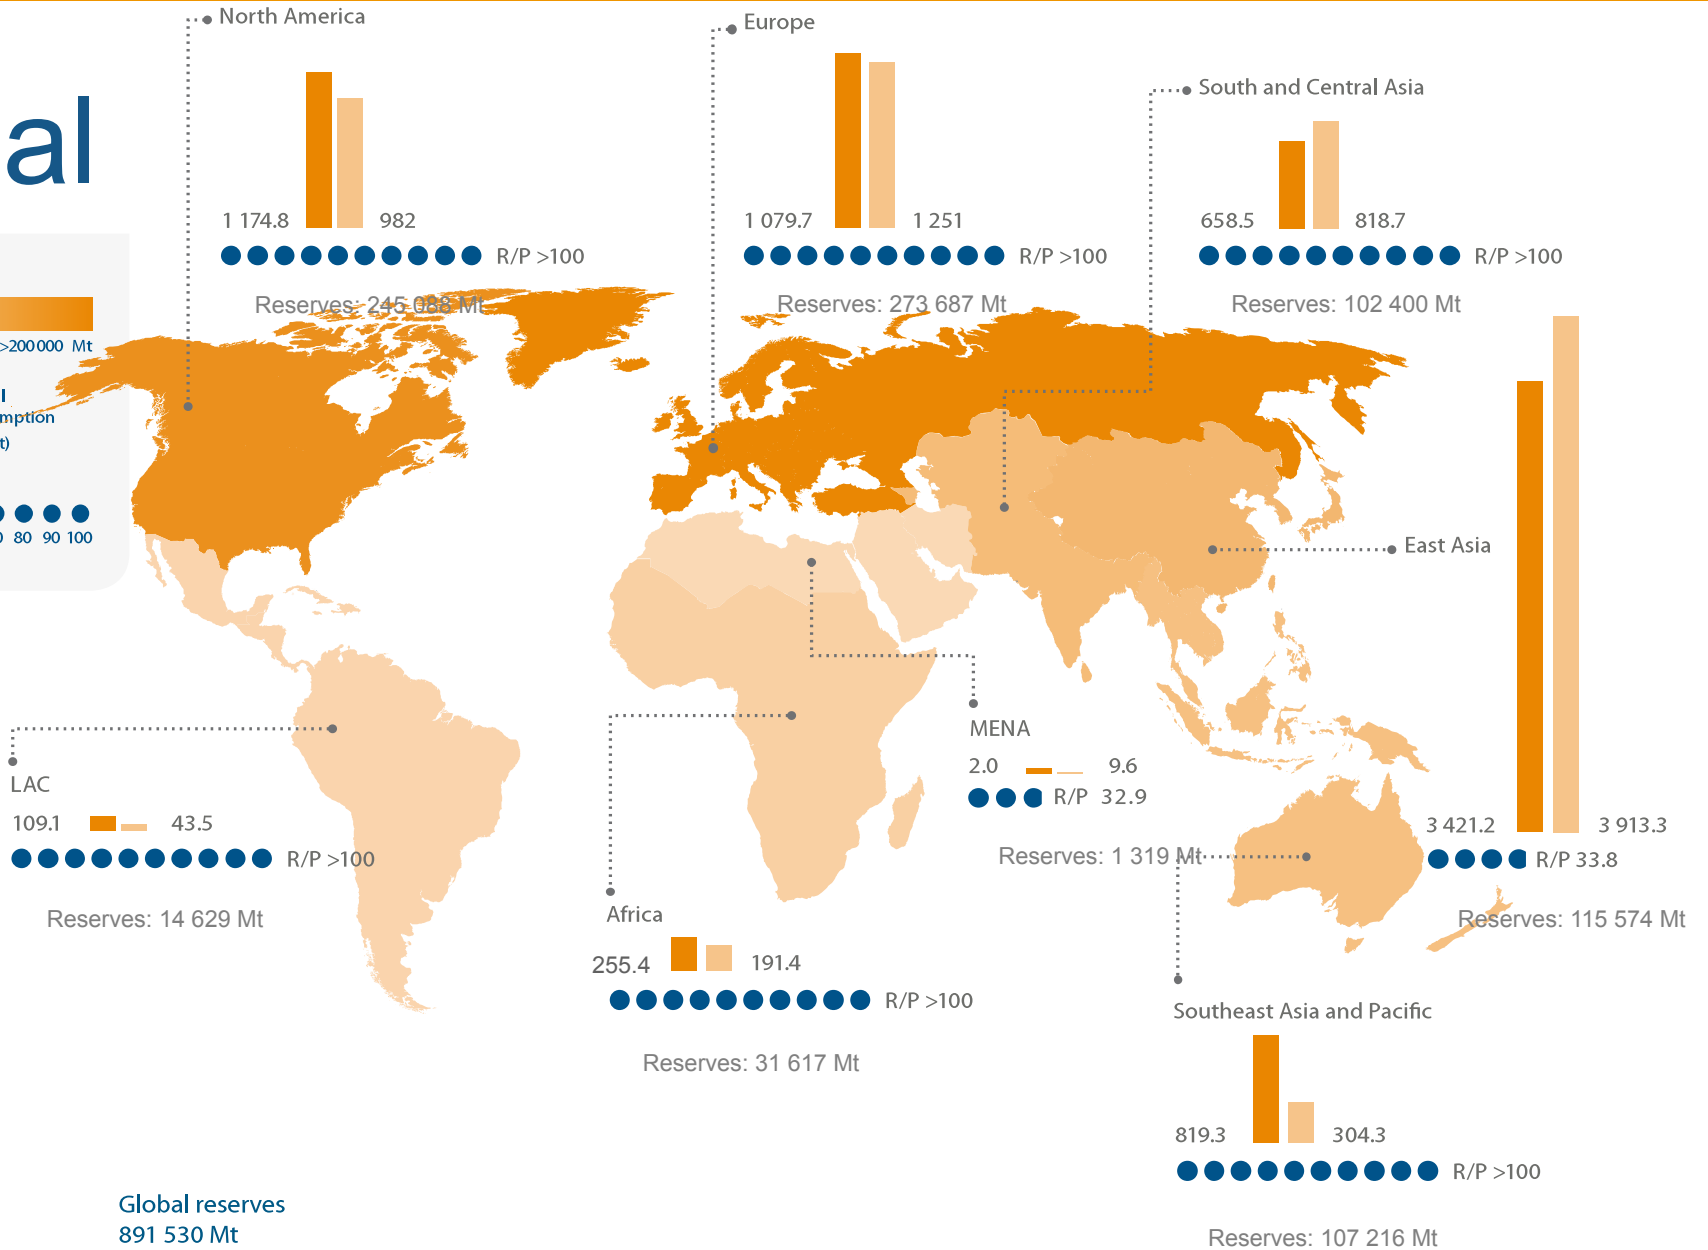 al
>200 000 Mt
l
mption
t)
0 80 90 100
North America
1 174.8 982
R/P >100
Reserves: 245 088 Mt
Europe
1 079.7 1 251
R/P >100
Reserves: 273 687 Mt
South and Central Asia
658.5 818.7
R/P >100
Reserves: 102 400 Mt
East Asia
3 421.2 3 913.3
R/P 33.8
Reserves: 115 574 Mt
MENA
2.0 9.6
R/P 32.9
Reserves: 1 319 Mt
LAC
109.1 43.5
R/P >100
Reserves: 14 629 Mt
Africa
255.4 191.4
R/P >100
Reserves: 31 617 Mt
Southeast Asia and Pacific
819.3 304.3
R/P >100
Reserves: 107 216 Mt
Global reserves
891 530 Mt